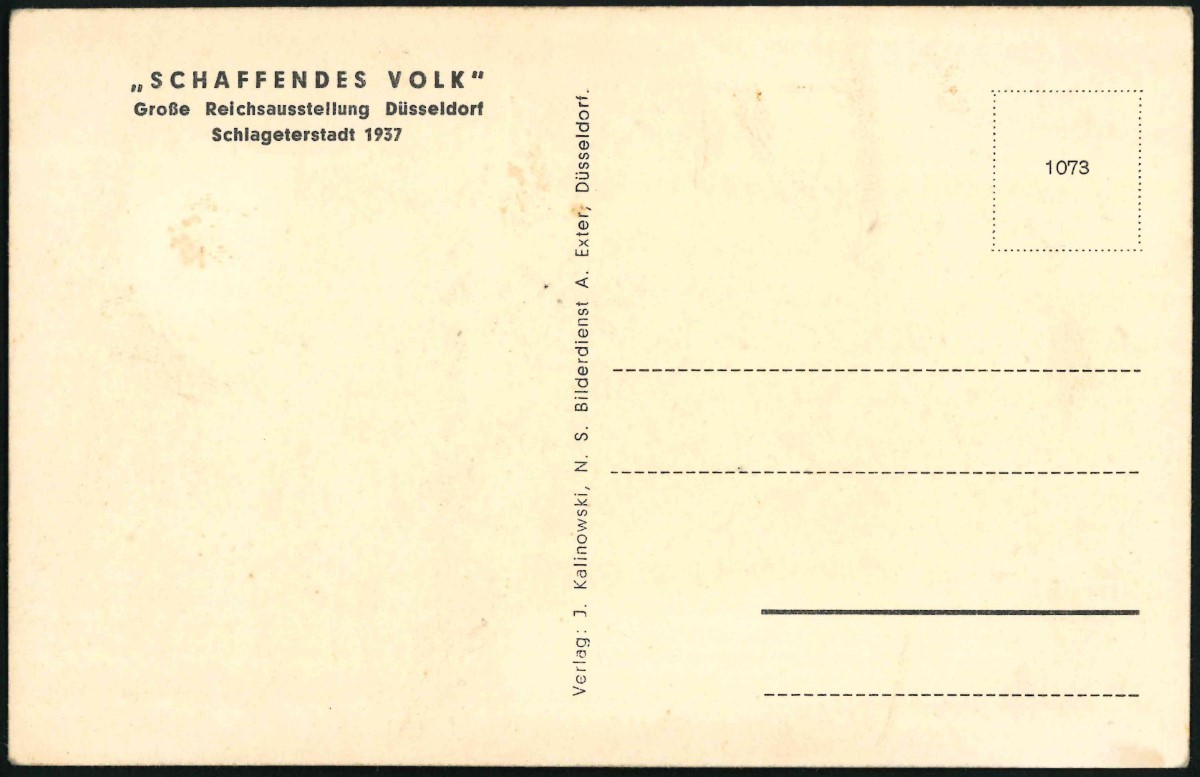 „SCHAFFENDES VOLK“
Große Reichsausstellung Düsseldorf
Schlageterstadt 1937
Verlag: J. Kalinowski, N. S. Bilderdienst A. Exter, Düsseldorf.
1073